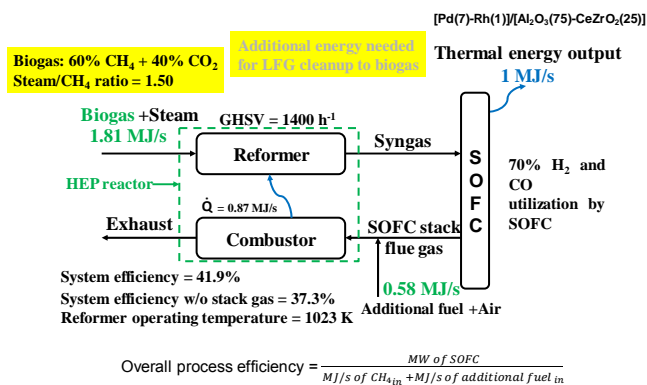 [Pd(7)-Rh(1)]/[Al₂O₃(75)-CeZrO₂(25)]
Biogas: 60% CH₄ + 40% CO₂
Steam/CH₄ ratio = 1.50
Additional energy needed
for LFG cleanup to biogas
Thermal energy output
1 MJ/s
Biogas +Steam
1.81 MJ/s
GHSV = 1400 h⁻¹
Reformer
Syngas
SOFC
70% H₂ and
CO
utilization by
SOFC
HEP reactor
Q̇ = 0.87 MJ/s
Exhaust
Combustor
SOFC stack
flue gas
System efficiency = 41.9%
System efficiency w/o stack gas = 37.3%
Reformer operating temperature = 1023 K
0.58 MJ/s
Additional fuel +Air
Overall process efficiency = MW of SOFC / MJ/s of CH₄ᵢₙ + MJ/s of additional fuelᵢₙ